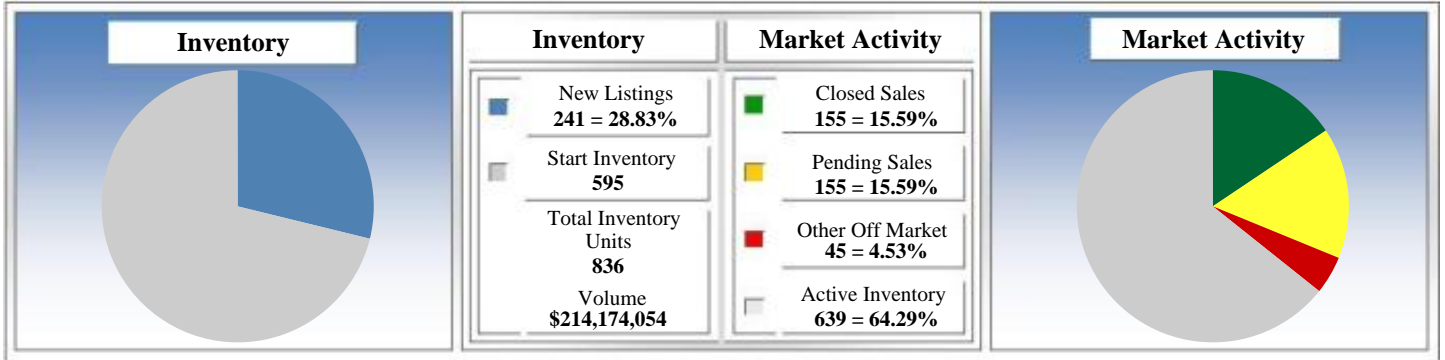 Inventory
Inventory
New Listings
241 = 28.83%
Start Inventory
595
Total Inventory
Units
836
Volume
$214,174,054
Market Activity
Closed Sales
155 = 15.59%
Pending Sales
155 = 15.59%
Other Off Market
45 = 4.53%
Active Inventory
639 = 64.29%
Market Activity